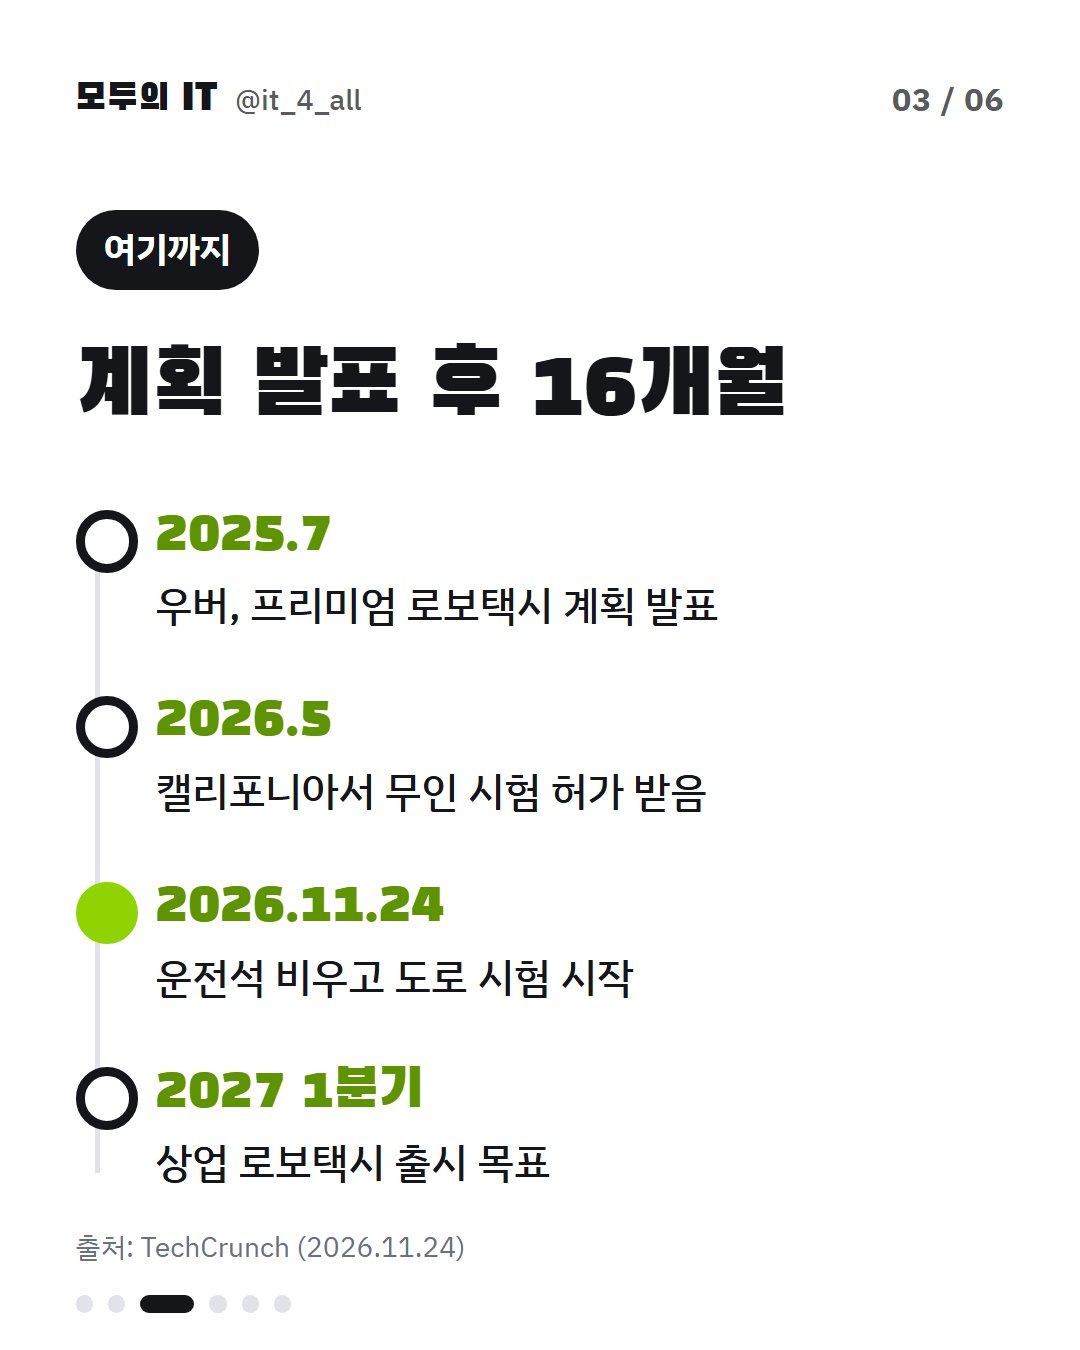 모두의 IT @it_4_all
03 / 06
여기까지
계획 발표 후 16개월
2025.7
우버, 프리미엄 로보택시 계획 발표
2026.5
캘리포니아서 무인 시험 허가 받음
2026.11.24
운전석 비우고 도로 시험 시작
2027 1분기
상업 로보택시 출시 목표
출처: TechCrunch (2026.11.24)